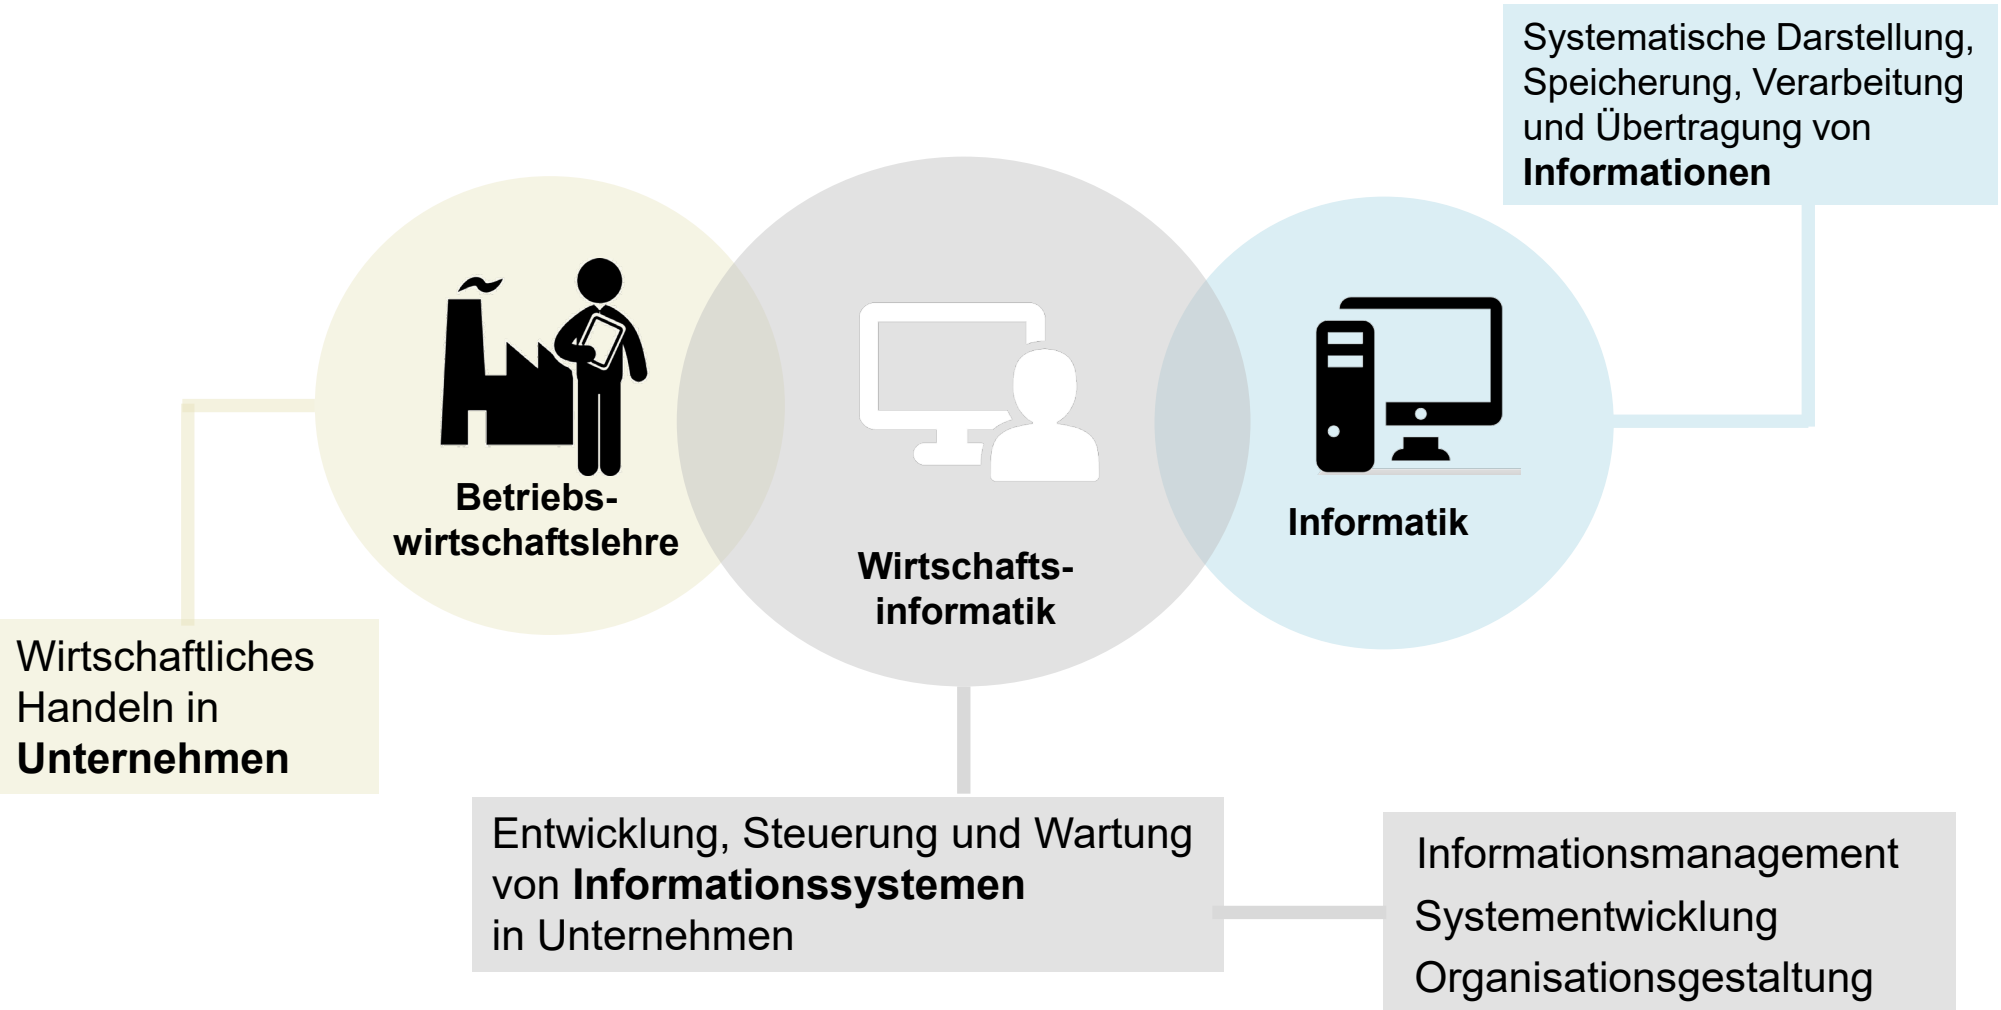 Systematische Darstellung,
Speicherung, Verarbeitung
und Übertragung von
Informationen
Betriebs-
wirtschaftslehre
Wirtschafts-
informatik
Informatik
Wirtschaftliches
Handeln in
Unternehmen
Entwicklung, Steuerung und Wartung
von Informationssystemen
in Unternehmen
Informationsmanagement
Systementwicklung
Organisationsgestaltung